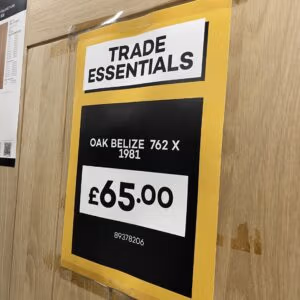 TRADE
ESSENTIALS
OAK BELIZE 762 X
1981
£65.00
89378206